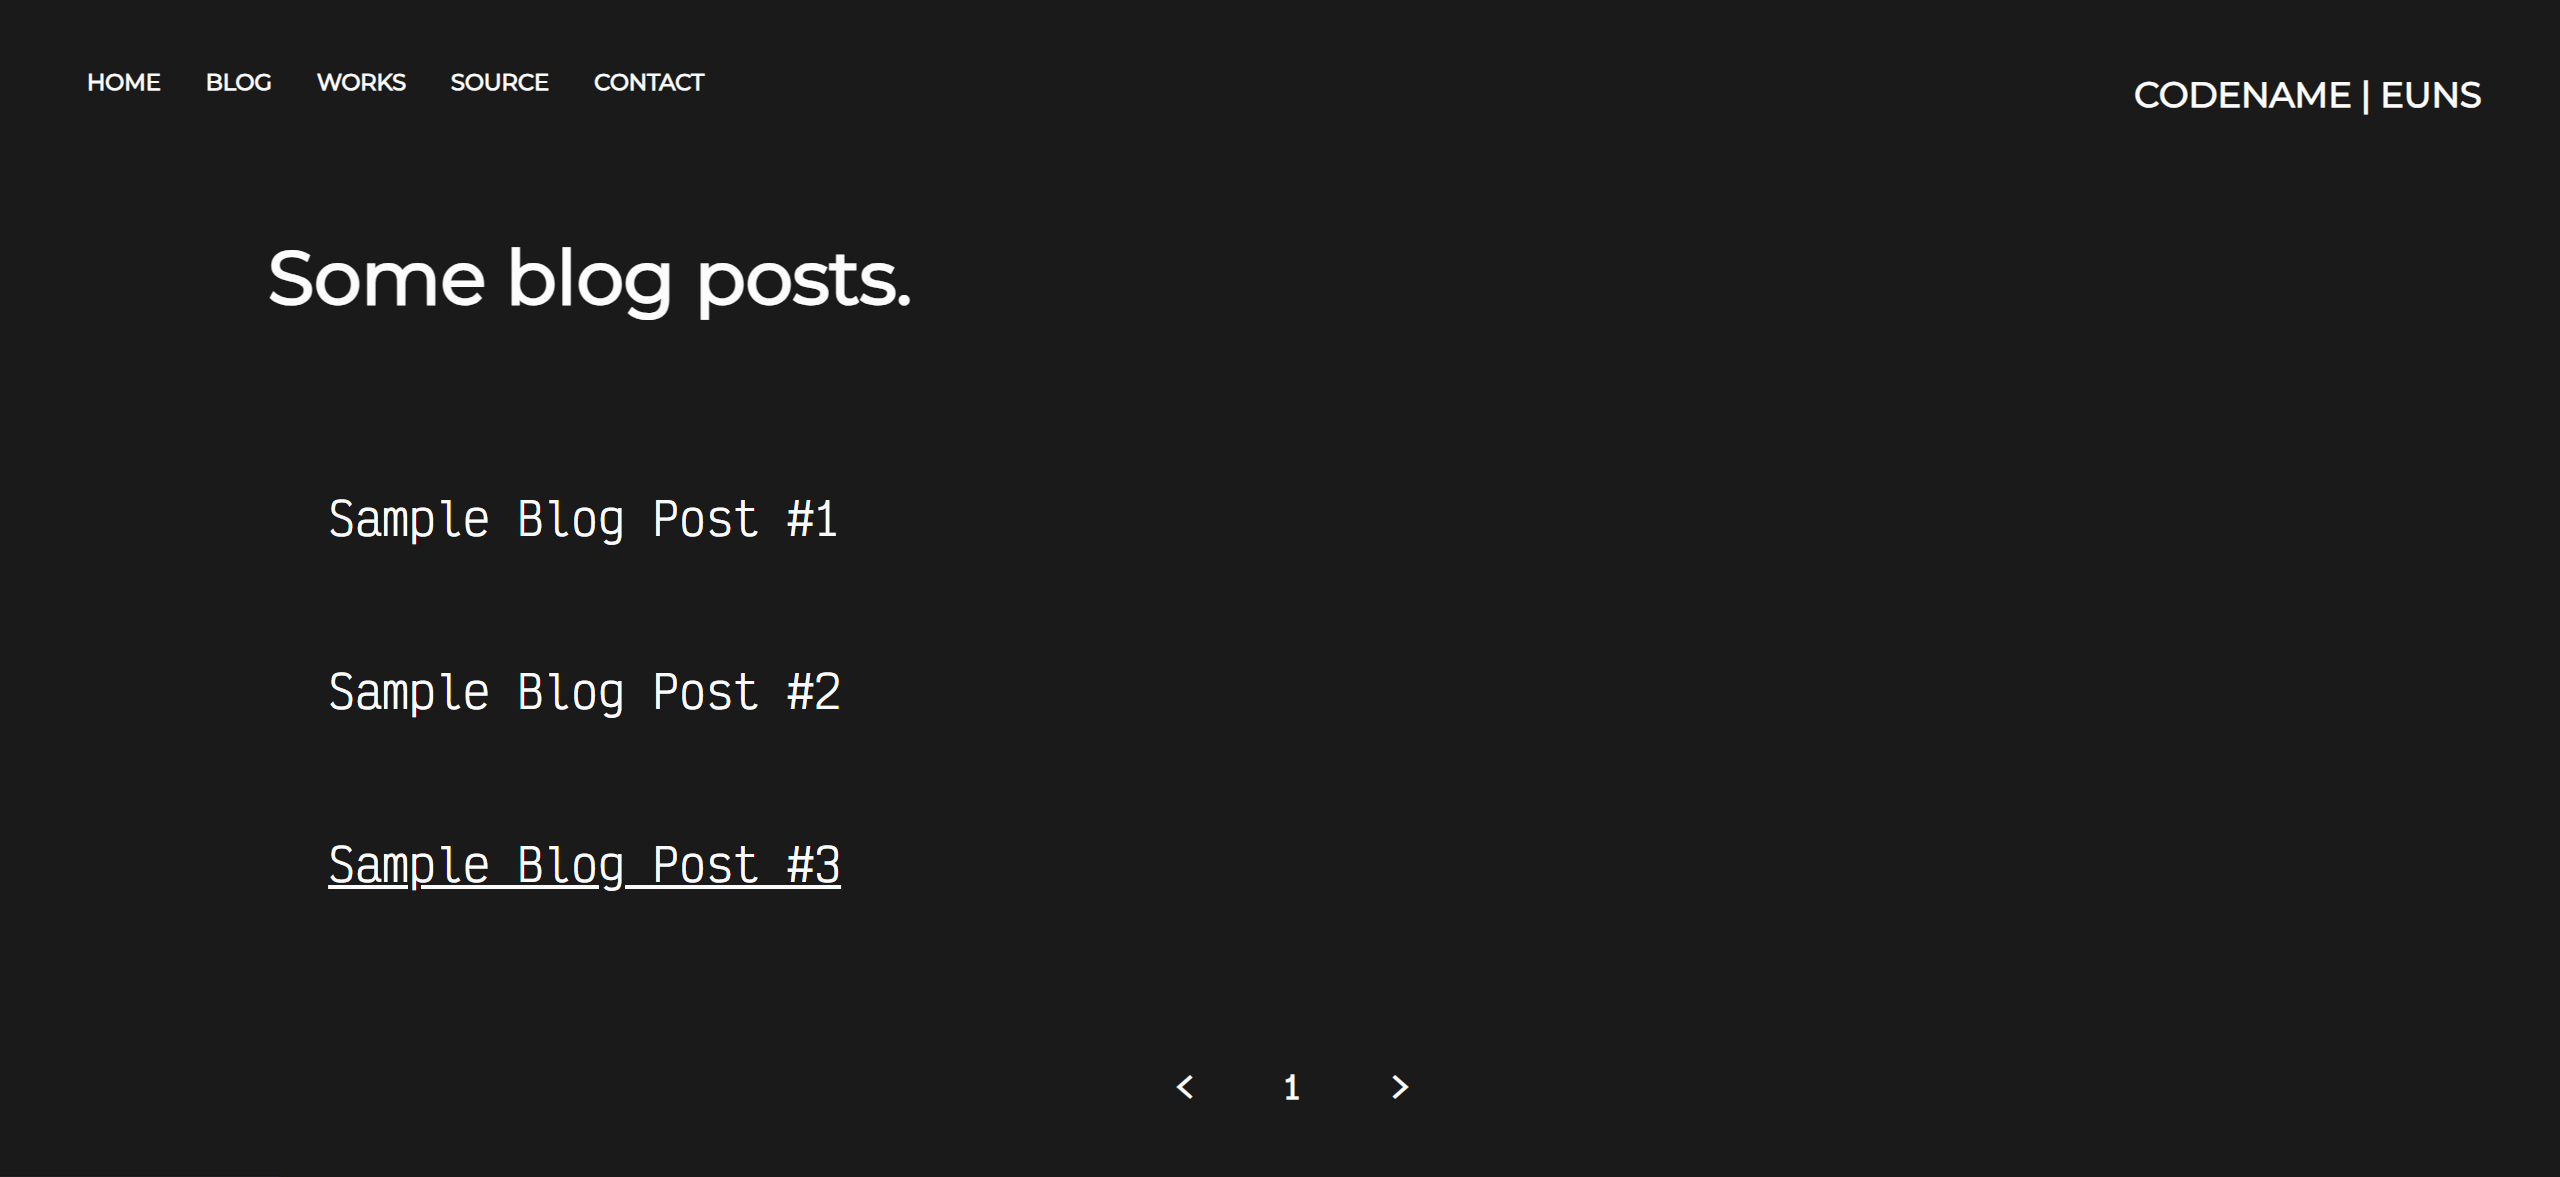 HOME BLOG WORKS SOURCE CONTACT
CODENAME | EUNS
Some blog posts.
Sample Blog Post #1
Sample Blog Post #2
Sample Blog Post #3
< 1 >